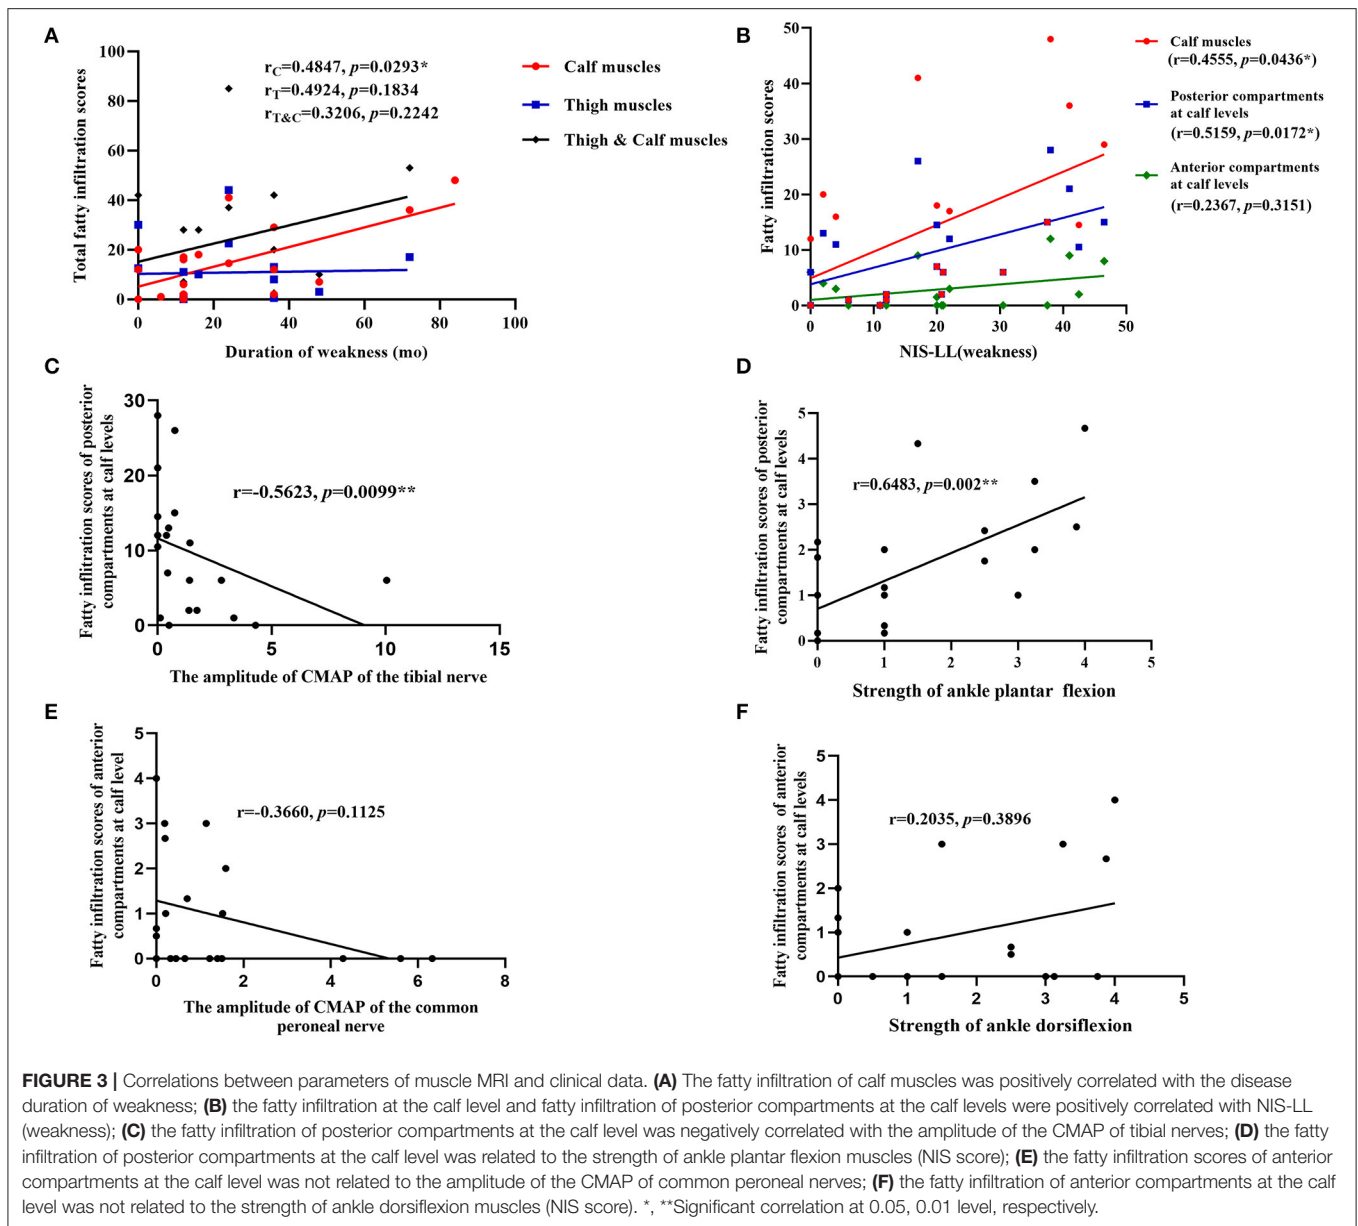 A
Total fatty infiltration scores
100
80
60
40
20
0
0 20 40 60 80 100
Duration of weakness (mo)
rC=0.4847, p=0.0293*
rT=0.4924, p=0.1834
rT&C=0.3206, p=0.2242
Calf muscles
Thigh muscles
Thigh & Calf muscles
B
Fatty infiltration scores
50
40
30
20
10
0
0 10 20 30 40 50
NIS-LL(weakness)
Calf muscles
(r=0.4555, p=0.0436*)
Posterior compartments
at calf levels
(r=0.5159, p=0.0172*)
Anterior compartments
at calf levels
(r=0.2367, p=0.3151)
C
Fatty inflitration scores of posterior
compartments at calf levels
30
20
10
0
0 5 10 15
r=-0.5623, p=0.0099**
The amplitude of CMAP of the tibial nerve
D
Fatty infiltration scores of posterior
compartments at calf levels
5
4
3
2
1
0
0 1 2 3 4 5
r=0.6483, p=0.002**
Strength of ankle plantar flexion
E
Fatty infiltration scores of anterior
compartments at calf level
5
4
3
2
1
0
0 2 4 6 8
r=-0.3660, p=0.1125
The amplitude of CMAP of the common
peroneal nerve
F
Fatty infiltration scores of anterior
compartments at calf levels
5
4
3
2
1
0
0 1 2 3 4 5
r=0.2035, p=0.3896
Strength of ankle dorsiflexion
FIGURE 3 | Correlations between parameters of muscle MRI and clinical data. (A) The fatty infiltration of calf muscles was positively correlated with the disease
duration of weakness; (B) the fatty infiltration at the calf level and fatty infiltration of posterior compartments at the calf levels were positively correlated with NIS-LL
(weakness); (C) the fatty infiltration of posterior compartments at the calf level was negatively correlated with the amplitude of the CMAP of tibial nerves; (D) the fatty
infiltration of posterior compartments at the calf level was related to the strength of ankle plantar flexion muscles (NIS score); (E) the fatty infiltration scores of anterior
compartments at the calf level was not related to the amplitude of the CMAP of common peroneal nerves; (F) the fatty infiltration of anterior compartments at the calf
level was not related to the strength of ankle dorsiflexion muscles (NIS score). *, **Significant correlation at 0.05, 0.01 level, respectively.